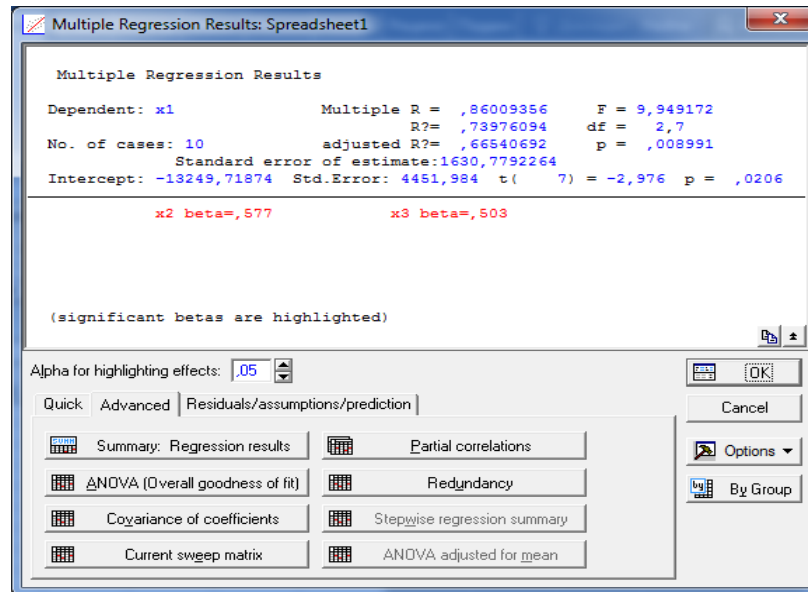 Multiple Regression Results: Spreadsheet1
Multiple Regression Results
Dependent: x1 Multiple R = ,86009356 F = 9,949172
R?= ,73976094 df = 2,7
No. of cases: 10 adjusted R?= ,66540692 p = ,008991
Standard error of estimate:1630,7792264
Intercept: -13249,71874 Std.Error: 4451,984 t( 7) = -2,976 p = ,0206
x2 beta=,577 x3 beta=,503
(significant betas are highlighted)
Alpha for highlighting effects: ,05
OK
Quick Advanced Residuals/assumptions/prediction
Cancel
Summary: Regression results Partial correlations
Options
ANOVA (Overall goodness of fit) Redundancy
By Group
Covariance of coefficients Stepwise regression summary
Current sweep matrix ANOVA adjusted for mean